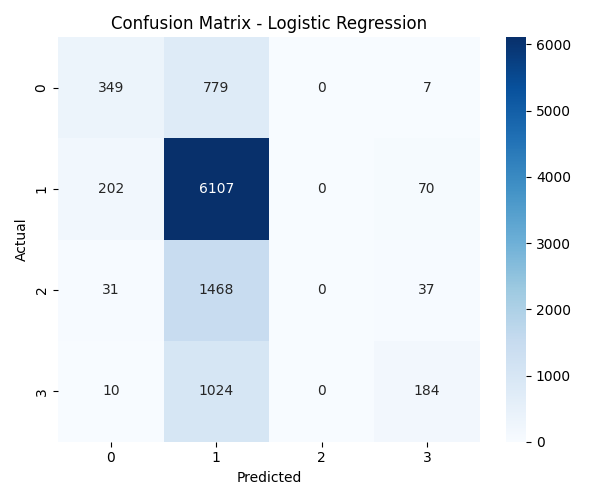 Confusion Matrix - Logistic Regression
Actual
0 349 779 0 7
1 202 6107 0 70
2 31 1468 0 37
3 10 1024 0 184
0 1 2 3
Predicted
6000
5000
4000
3000
2000
1000
0